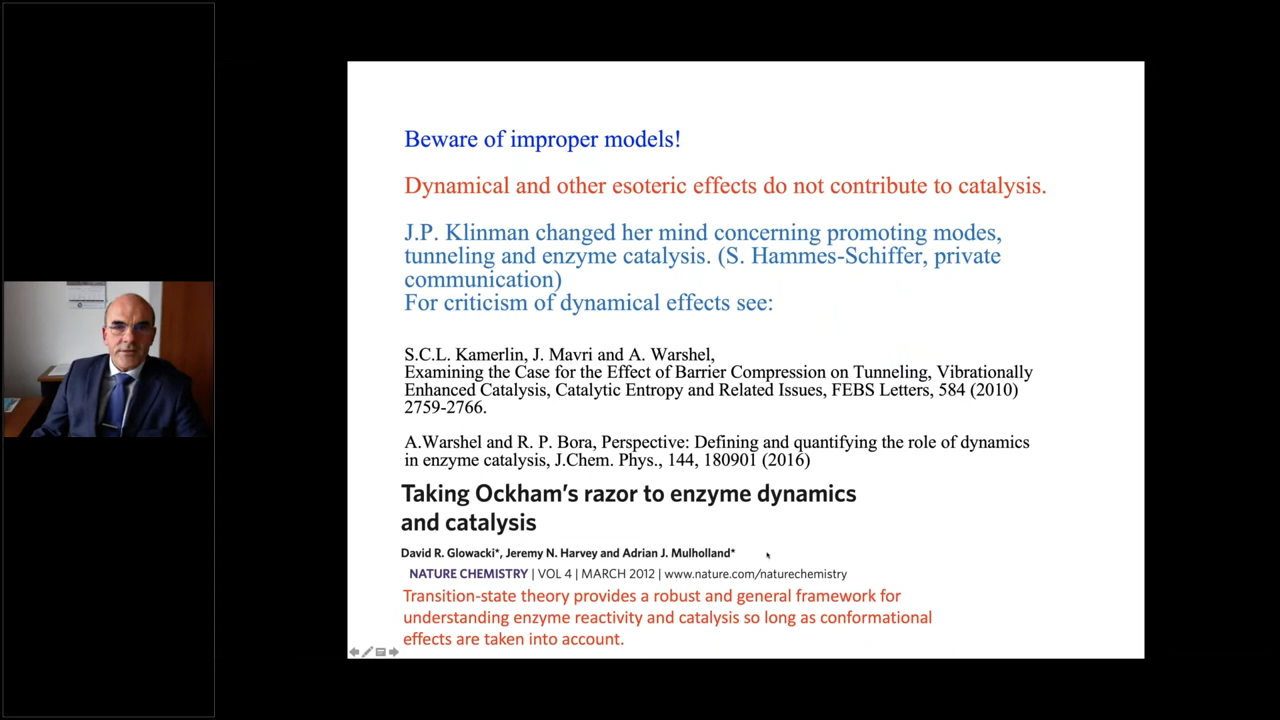 Beware of improper models!
Dynamical and other esoteric effects do not contribute to catalysis.
J.P. Klinman changed her mind concerning promoting modes,
tunneling and enzyme catalysis. (S. Hammes-Schiffer, private
communication)
For criticism of dynamical effects see:
S.C.L. Kamerlin, J. Mavri and A. Warshel,
Examining the Case for the Effect of Barrier Compression on Tunneling, Vibrationally
Enhanced Catalysis, Catalytic Entropy and Related Issues, FEBS Letters, 584 (2010)
2759-2766.
A.Warshel and R. P. Bora, Perspective: Defining and quantifying the role of dynamics
in enzyme catalysis, J.Chem. Phys., 144, 180901 (2016)
Taking Ockham's razor to enzyme dynamics
and catalysis
David R. Glowacki*, Jeremy N. Harvey and Adrian J. Mulholland*
NATURE CHEMISTRY | VOL 4 | MARCH 2012 | www.nature.com/naturechemistry
Transition-state theory provides a robust and general framework for
understanding enzyme reactivity and catalysis so long as conformational
effects are taken into account.